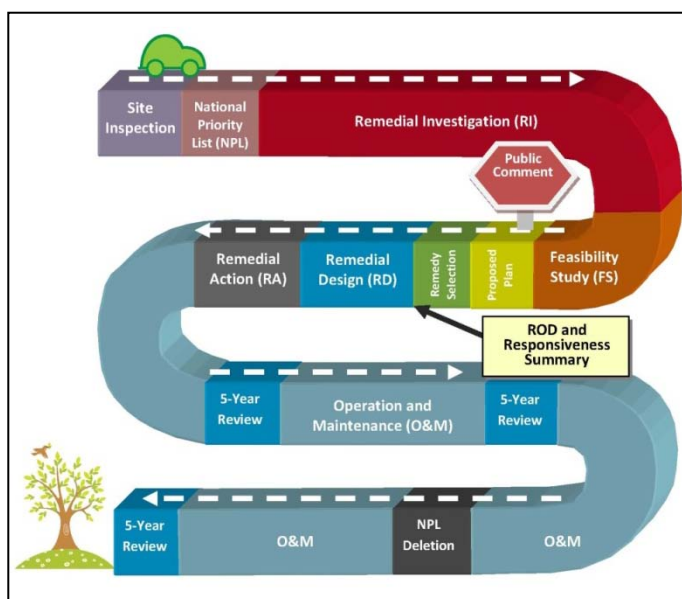 Site
Inspection
National
Priority
List (NPL)
Remedial Investigation (RI)
Public
Comment
Remedial
Action (RA)
Remedial
Design (RD)
Remedy
Selection
Proposed
Plan
Feasibility
Study (FS)
ROD and
Responsiveness
Summary
5-Year
Review
Operation and
Maintenance (O&M)
5-Year
Review
5-Year
Review
O&M
NPL
Deletion
O&M